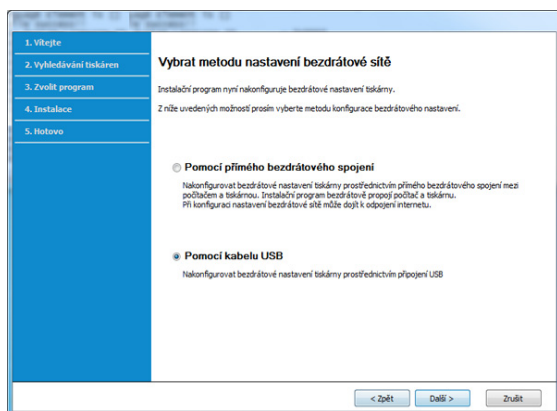 1. Vítejte
2. Vyhledávání tiskáren
3. Zvolit program
4. Instalace
5. Hotovo
Vybrat metodu nastavení bezdrátové sítě
Instalační program nyní nakonfiguruje bezdrátové nastavení tiskárny.
Z níže uvedených možností prosím vyberte metodu konfigurace bezdrátového nastavení.
Pomocí přímého bezdrátového spojení
Nakonfigurovat bezdrátové nastavení tiskárny prostřednictvím přímého bezdrátového spojení mezi
počítačem a tiskárnou. Instalační program bezdrátově propojí počítač a tiskárnu.
Při konfiguraci nastavení bezdrátové sítě může dojít k odpojení internetu.
Pomocí kabelu USB
Nakonfigurovat bezdrátové nastavení tiskárny prostřednictvím připojení USB
< Zpět
Další >
Zrušit